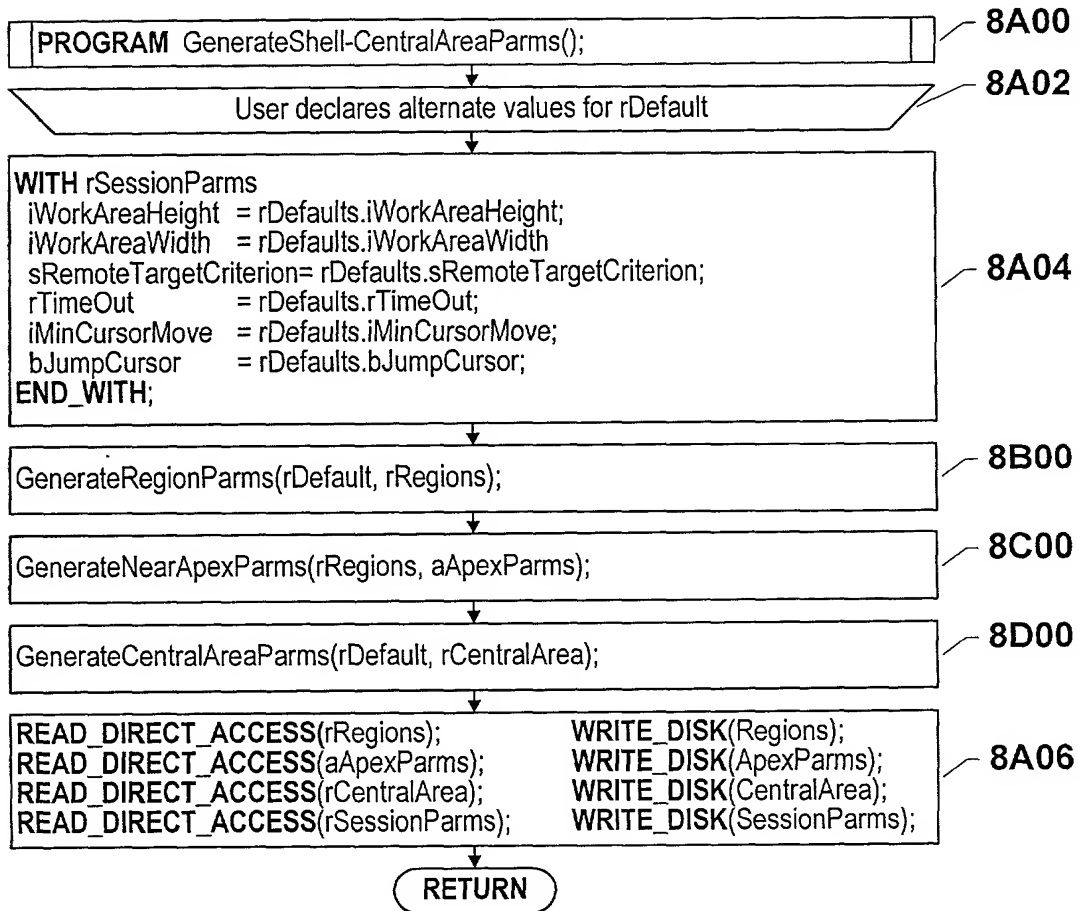 PROGRAM GenerateShell-CentralAreaParms();
8A00
User declares alternate values for rDefault
8A02
WITH rSessionParms
iWorkAreaHeight = rDefaults.iWorkAreaHeight;
iWorkAreaWidth = rDefaults.iWorkAreaWidth
sRemoteTargetCriterion= rDefaults.sRemoteTargetCriterion;
rTimeOut = rDefaults.rTimeOut;
iMinCursorMove = rDefaults.iMinCursorMove;
bJumpCursor = rDefaults.bJumpCursor;
END_WITH;
8A04
GenerateRegionParms(rDefault, rRegions);
8B00
GenerateNearApexParms(rRegions, aApexParms);
8C00
GenerateCentralAreaParms(rDefault, rCentralArea);
8D00
READ_DIRECT_ACCESS(rRegions); WRITE_DISK(Regions);
READ_DIRECT_ACCESS(aApexParms); WRITE_DISK(ApexParms);
READ_DIRECT_ACCESS(rCentralArea); WRITE_DISK(CentralArea);
READ_DIRECT_ACCESS(rSessionParms); WRITE_DISK(SessionParms);
8A06
RETURN